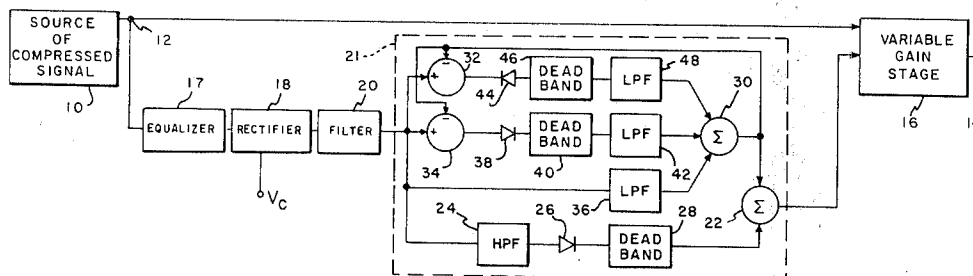 SOURCE
OF
COMPRESSED
SIGNAL
10
12
17
EQUALIZER
18
RECTIFIER
VC
20
FILTER
21
32
+
−
44
46
DEAD
BAND
48
LPF
30
Σ
34
+
−
38
DEAD
BAND
40
LPF
42
LPF
36
24
HPF
26
DEAD
BAND
28
22
Σ
VARIABLE
GAIN
STAGE
16